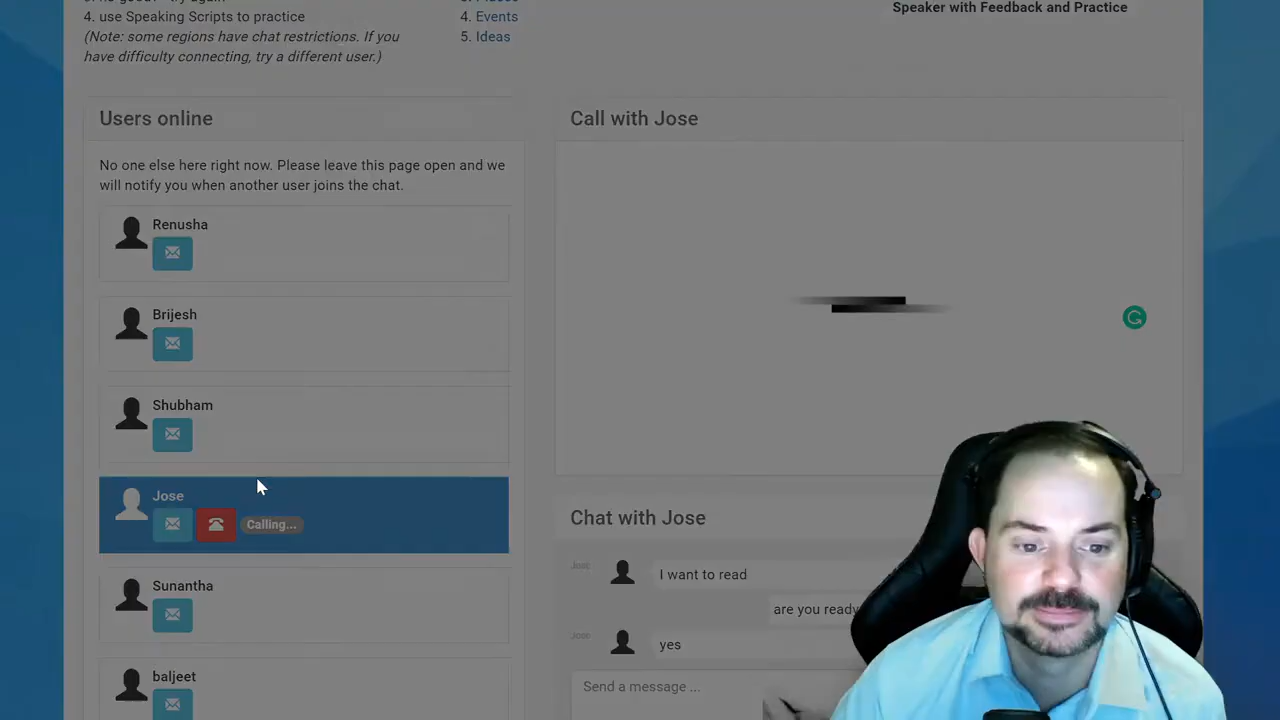 4. use Speaking Scripts to practice
(Note: some regions have chat restrictions. If you
have difficulty connecting, try a different user.)
4. Events
5. Ideas
Speaker with Feedback and Practice
Users online
No one else here right now. Please leave this page open and we
will notify you when another user joins the chat.
Renusha
Brijesh
Shubham
Jose
Calling...
Sunantha
baljeet
Call with Jose
Chat with Jose
Jose
I want to read
are you ready
Jose
yes
Send a message ...